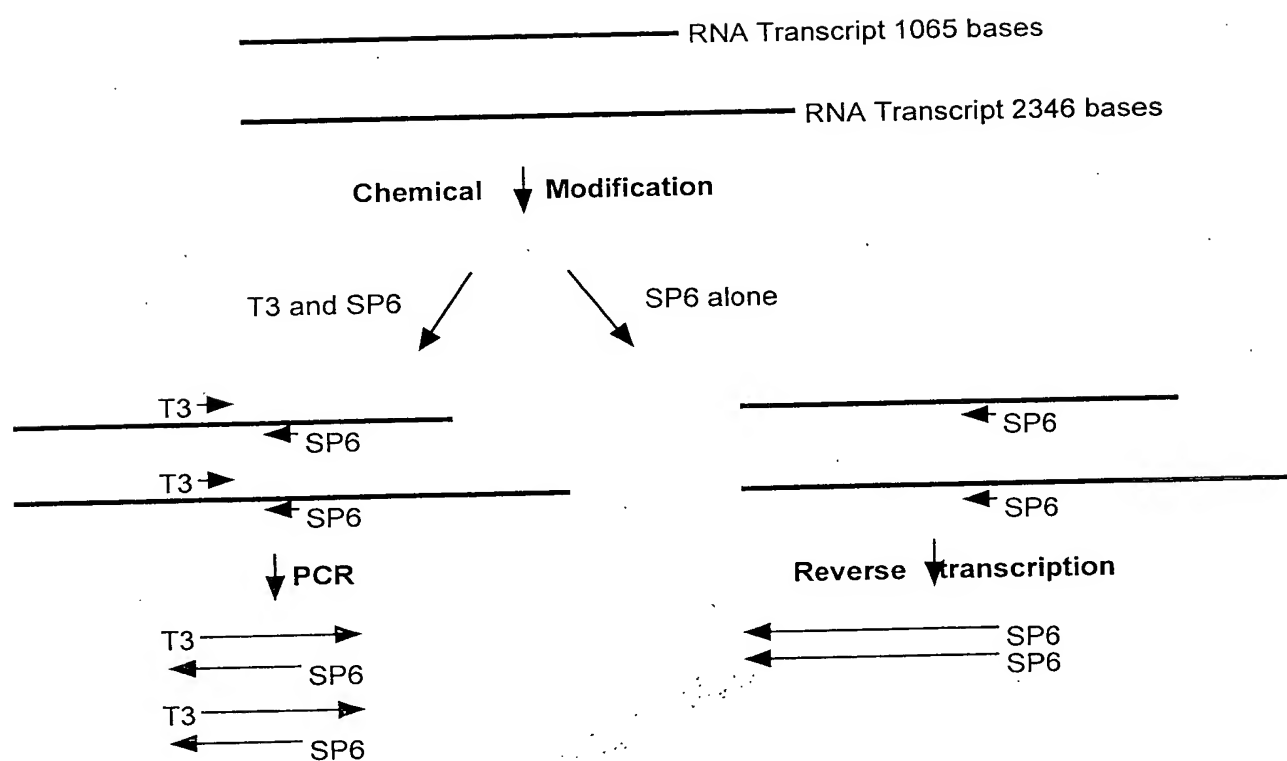 RNA Transcript 1065 bases
RNA Transcript 2346 bases
Chemical Modification
T3 and SP6
SP6 alone
T3
SP6
T3
SP6
SP6
SP6
PCR
Reverse transcription
T3
SP6
T3
SP6
SP6
SP6